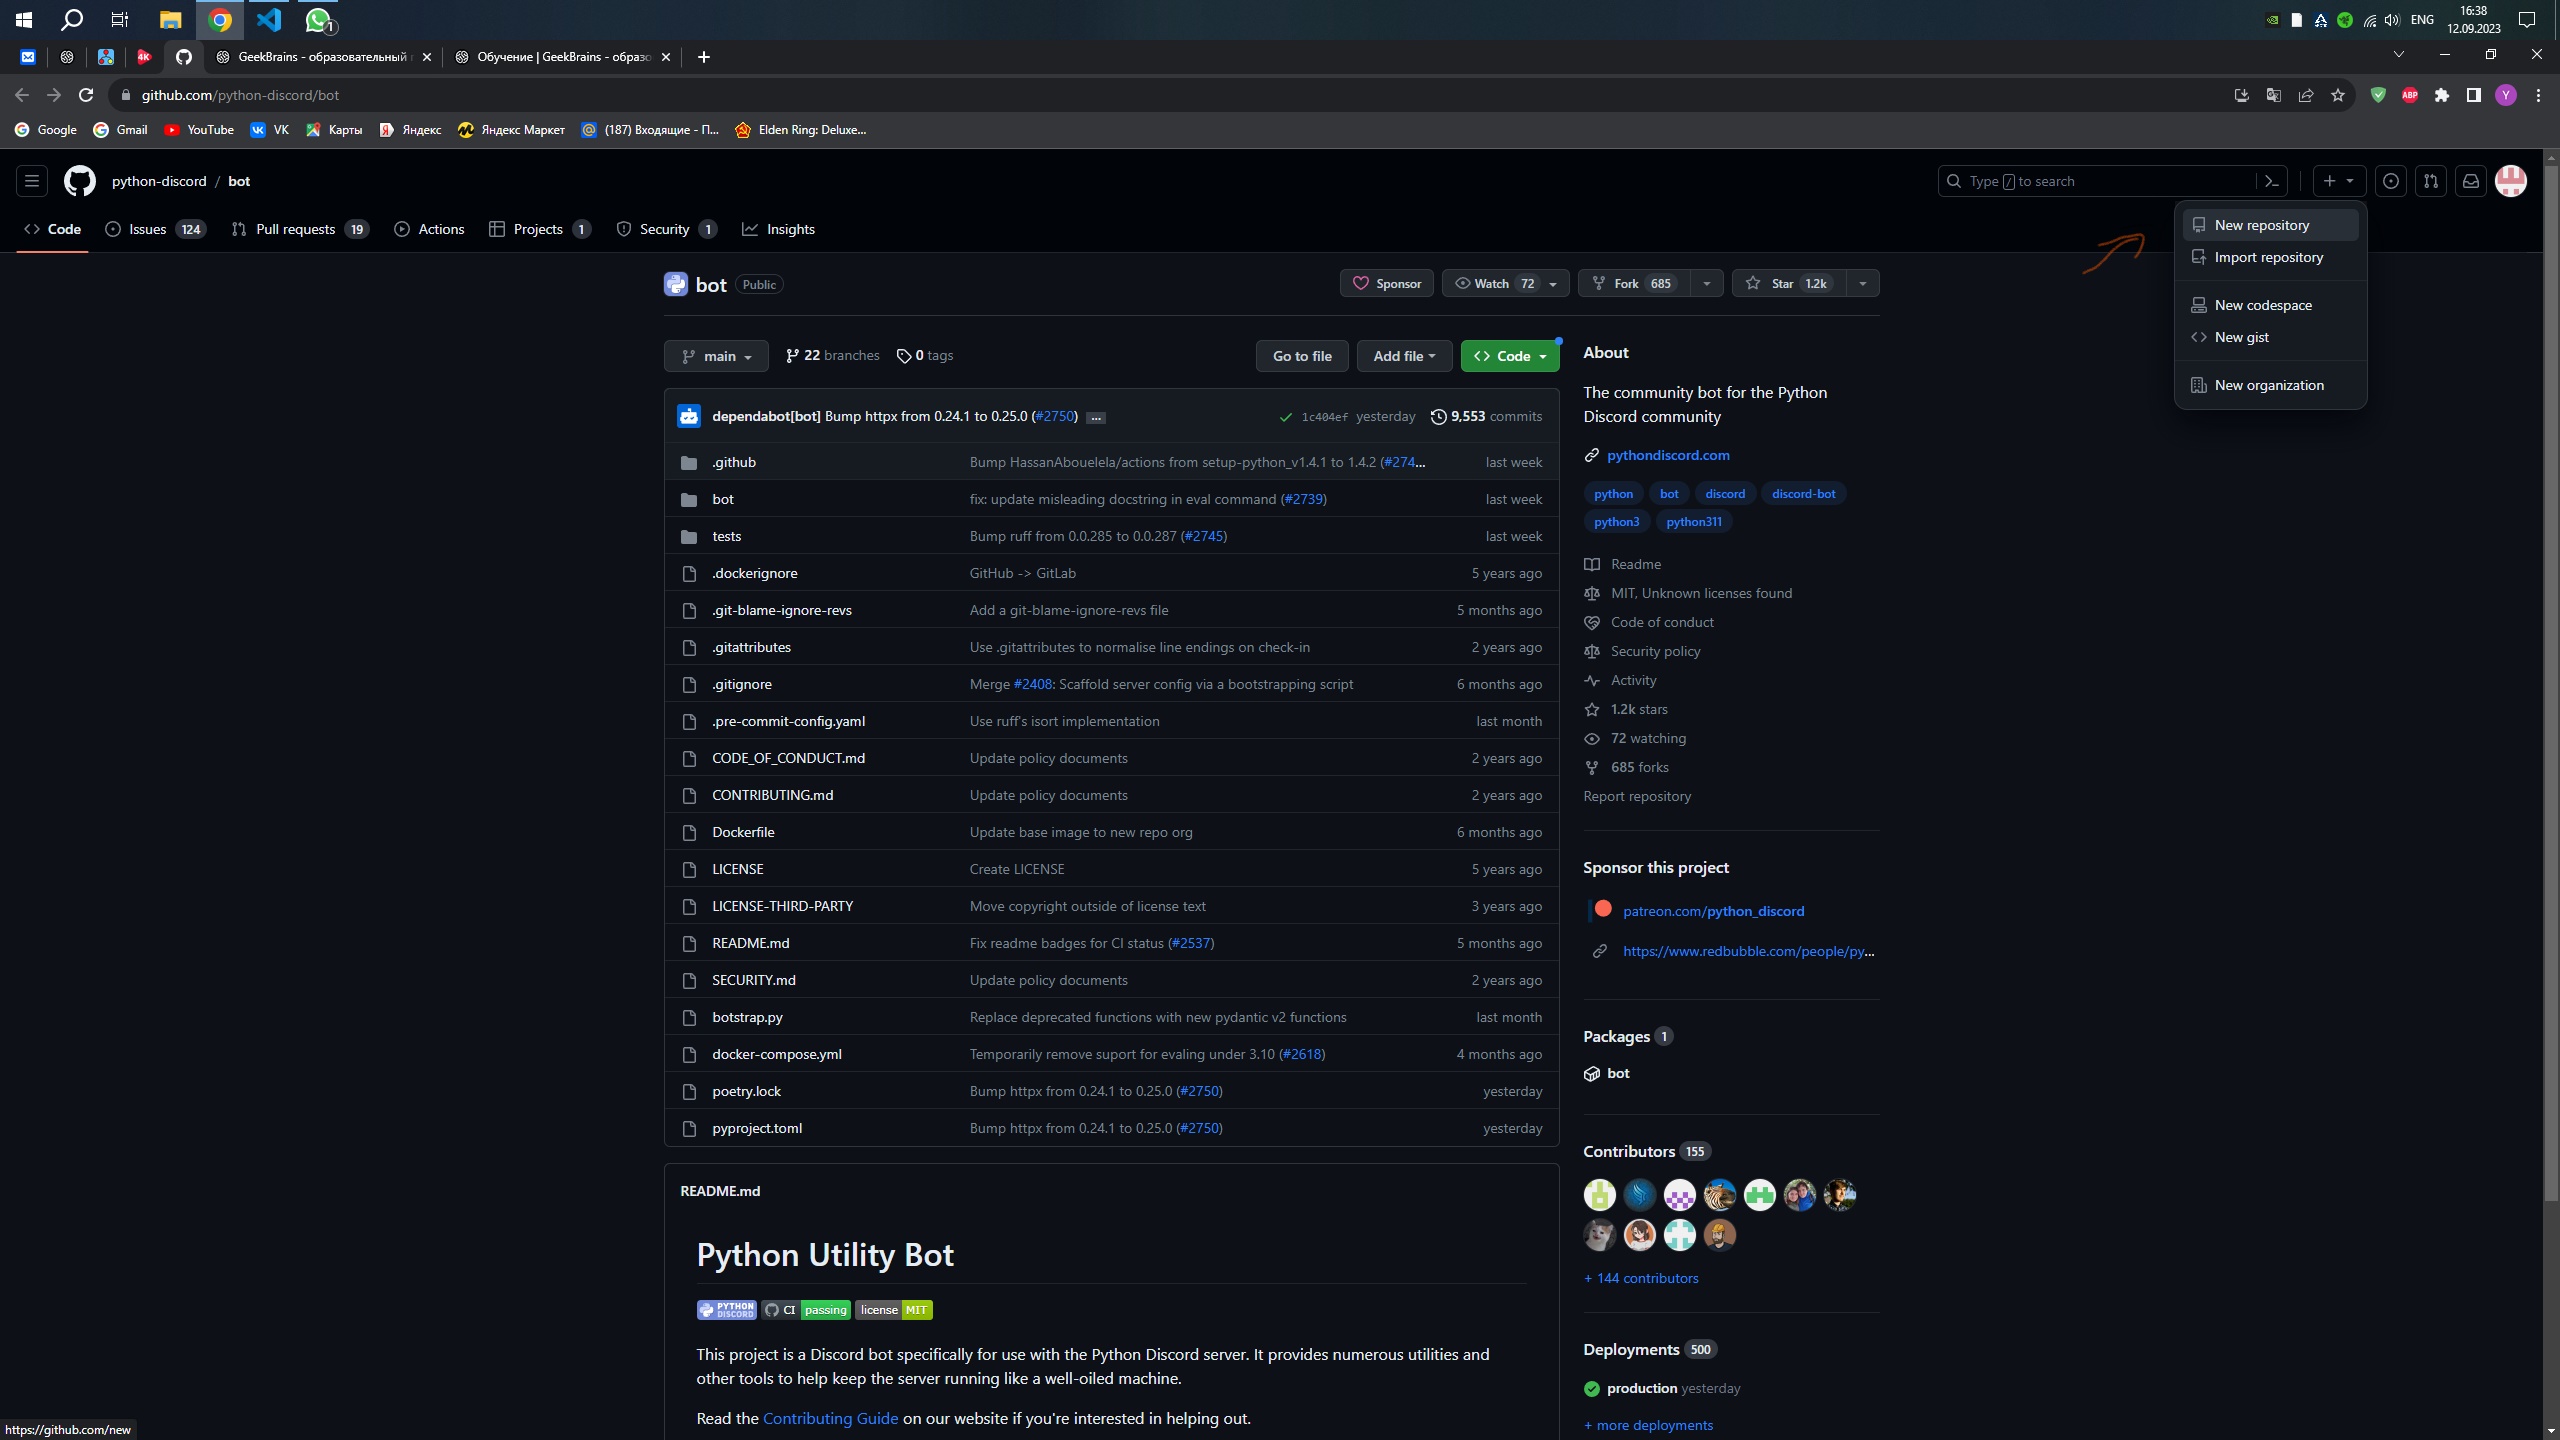 1
ENG
16:38
12.09.2023
4K
GeekBrains - образовательный
Обучение | GeekBrains - образо
github.com/python-discord/bot
ABP
Y
Google
Gmail
YouTube
VK
Карты
Яндекс
Яндекс Маркет
(187) Входящие - П...
Elden Ring: Deluxe...
python-discord / bot
Type / to search
Code
Issues 124
Pull requests 19
Actions
Projects 1
Security 1
Insights
New repository
Import repository
New codespace
New gist
New organization
bot Public
Sponsor
Watch 72
Fork 685
Star 1.2k
main
22 branches
0 tags
Go to file
Add file
Code
dependabot[bot] Bump httpx from 0.24.1 to 0.25.0 (#2750) ...
1c404ef yesterday
9,553 commits
.github Bump HassanAbouelela/actions from setup-python_v1.4.1 to 1.4.2 (#274... last week
bot fix: update misleading docstring in eval command (#2739) last week
tests Bump ruff from 0.0.285 to 0.0.287 (#2745) last week
.dockerignore GitHub -> GitLab 5 years ago
.git-blame-ignore-revs Add a git-blame-ignore-revs file 5 months ago
.gitattributes Use .gitattributes to normalise line endings on check-in 2 years ago
.gitignore Merge #2408: Scaffold server config via a bootstrapping script 6 months ago
.pre-commit-config.yaml Use ruff's isort implementation last month
CODE_OF_CONDUCT.md Update policy documents 2 years ago
CONTRIBUTING.md Update policy documents 2 years ago
Dockerfile Update base image to new repo org 6 months ago
LICENSE Create LICENSE 5 years ago
LICENSE-THIRD-PARTY Move copyright outside of license text 3 years ago
README.md Fix readme badges for CI status (#2537) 5 months ago
SECURITY.md Update policy documents 2 years ago
botstrap.py Replace deprecated functions with new pydantic v2 functions last month
docker-compose.yml Temporarily remove suport for evaling under 3.10 (#2618) 4 months ago
poetry.lock Bump httpx from 0.24.1 to 0.25.0 (#2750) yesterday
pyproject.toml Bump httpx from 0.24.1 to 0.25.0 (#2750) yesterday
README.md
Python Utility Bot
PYTHON DISCORD
CI passing
license MIT
This project is a Discord bot specifically for use with the Python Discord server. It provides numerous utilities and
other tools to help keep the server running like a well-oiled machine.
Read the Contributing Guide on our website if you're interested in helping out.
About
The community bot for the Python
Discord community
pythondiscord.com
python bot discord discord-bot
python3 python311
Readme
MIT, Unknown licenses found
Code of conduct
Security policy
Activity
1.2k stars
72 watching
685 forks
Report repository
Sponsor this project
patreon.com/python_discord
https://www.redbubble.com/people/py...
Packages 1
bot
Contributors 155
+ 144 contributors
Deployments 500
production yesterday
+ more deployments
https://github.com/new